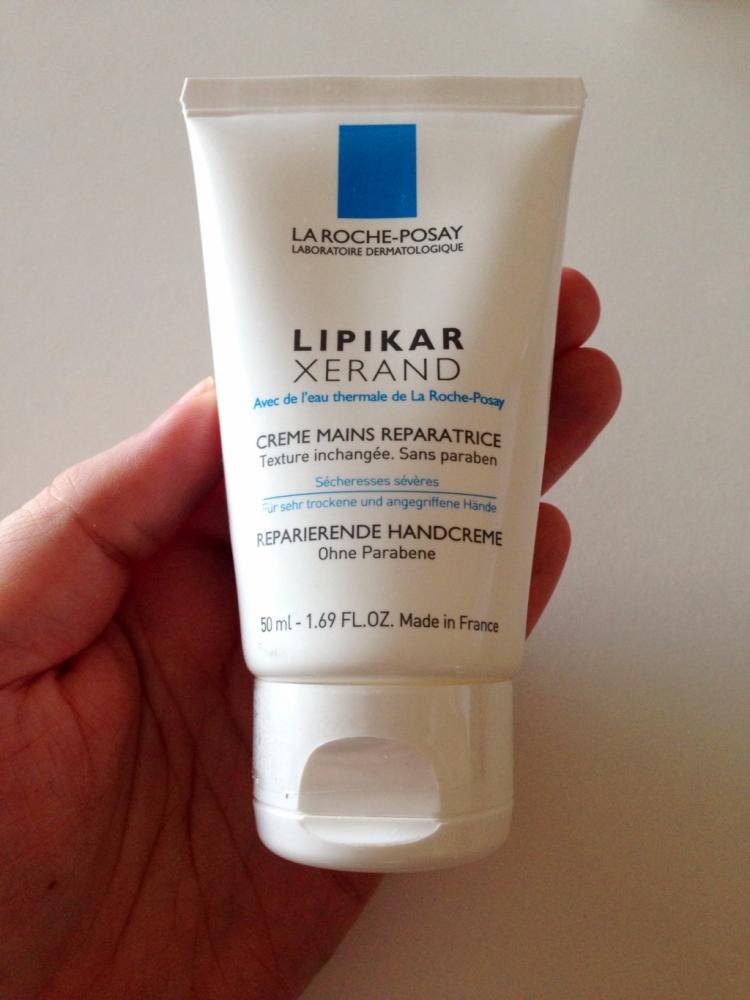 LA ROCHE-POSAY
LABORATOIRE DERMATOLOGIQUE
LIPIKAR
XERAND
Avec de l'eau thermale de La Roche-Posay
CREME MAINS REPARATRICE
Texture inchangée. Sans paraben
Sécheresses sévères
Für sehr trockene und angegriffene Hände
REPARIERENDE HANDCREME
Ohne Parabene
50 ml - 1.69 FL.OZ. Made in France